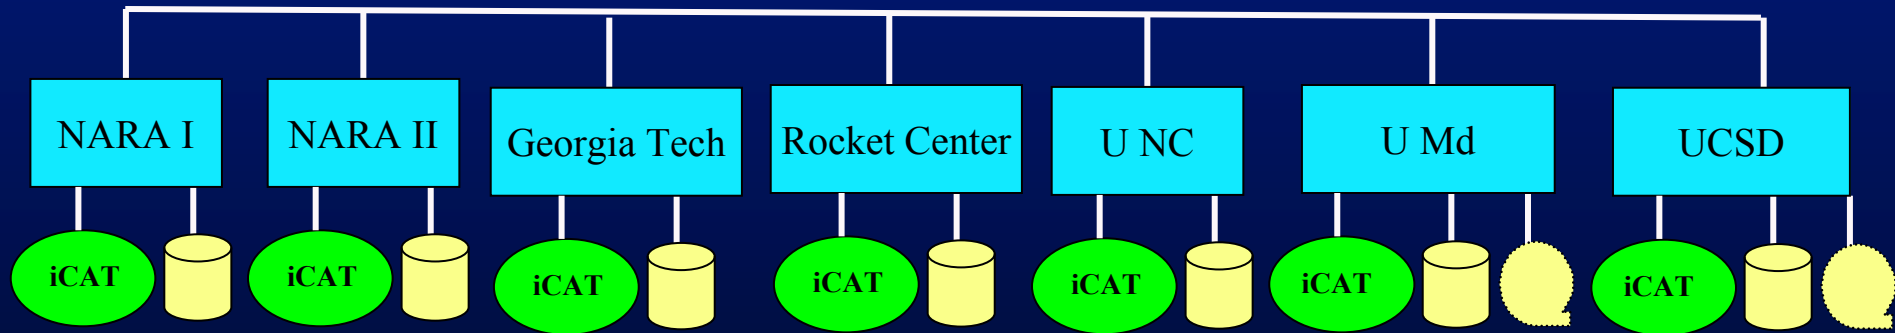 NARA I
NARA II
Georgia Tech
Rocket Center
U NC
U Md
UCSD
iCAT
iCAT
iCAT
iCAT
iCAT
iCAT
iCAT